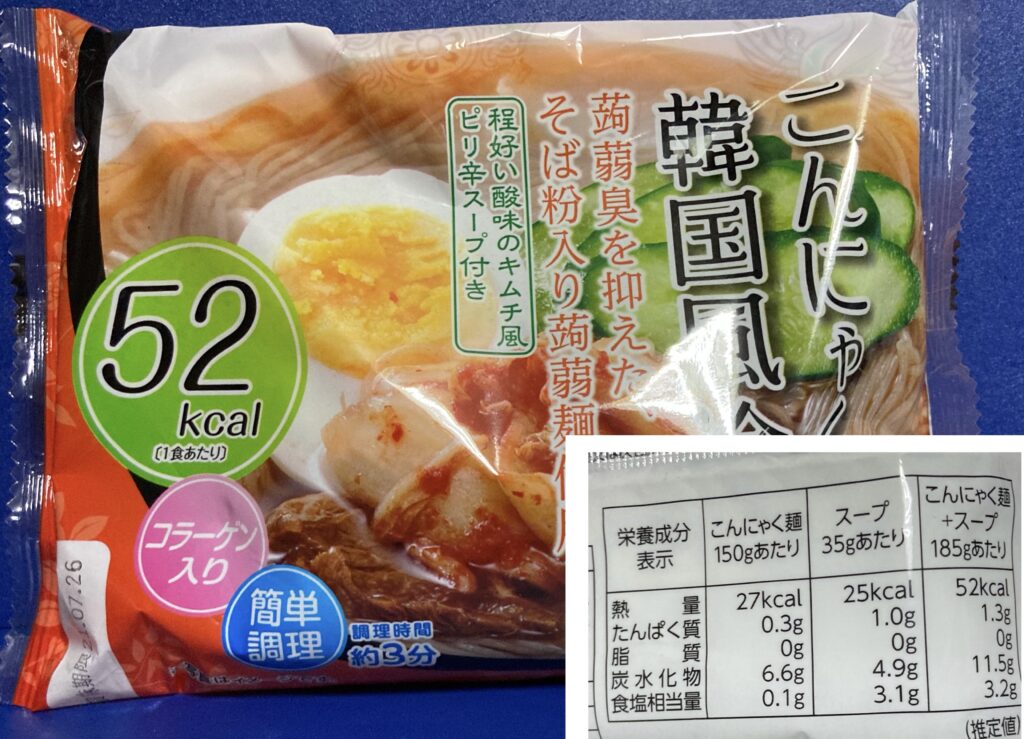 こんにゃく
韓国風冷
蒟蒻臭を抑えた
そば粉入り蒟蒻麺使用
程好い酸味のキムチ風
ピリ辛スープ付き
52
kcal
(1食あたり)
コラーゲン
入り
簡単
調理
調理時間
約3分
.07.26
栄養成分
表示
こんにゃく麺
150gあたり
スープ
35gあたり
こんにゃく麺
+スープ
185gあたり
熱量 27kcal 25kcal 52kcal
たんぱく質 0.3g 1.0g 1.3g
脂質 0g 0g 0g
炭水化物 6.6g 4.9g 11.5g
食塩相当量 0.1g 3.1g 3.2g
(推定値)